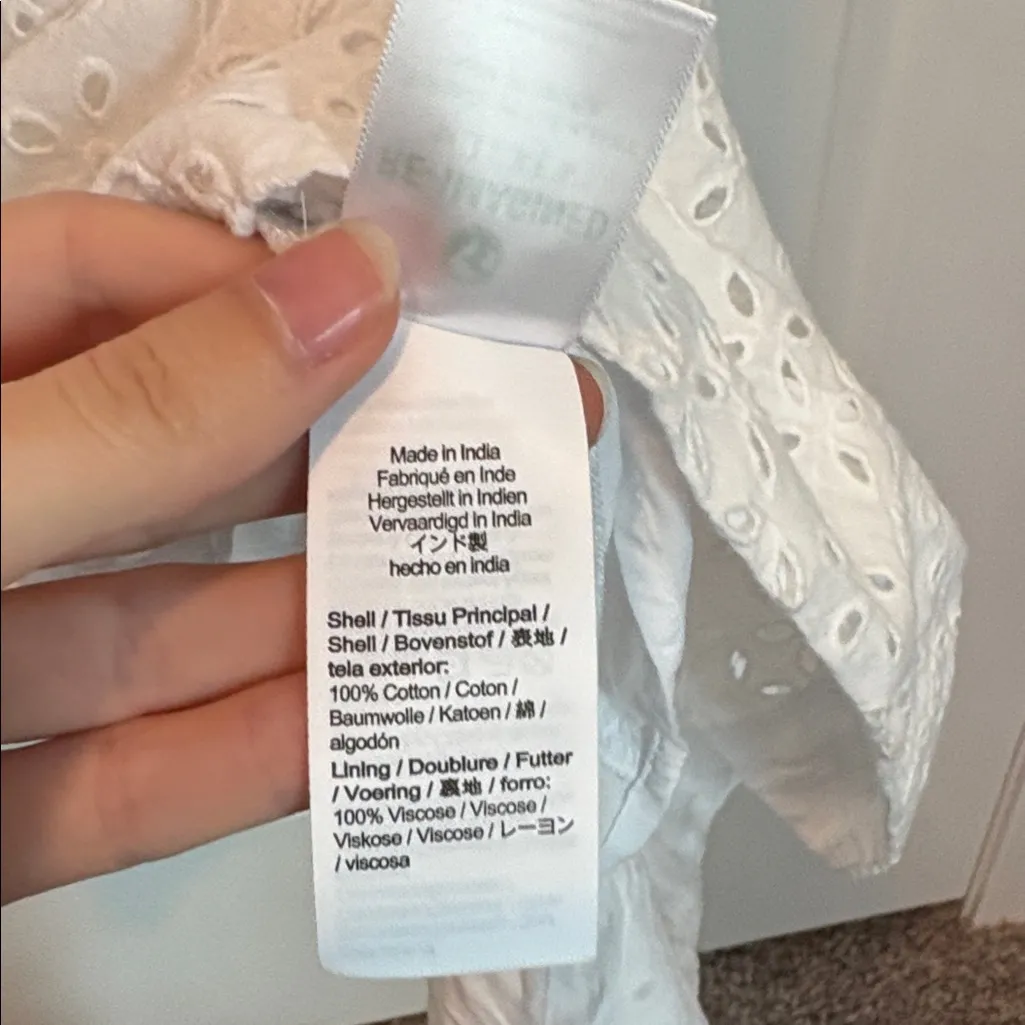 Made in India
Fabriqué en Inde
Hergestellt in Indien
Vervaardigd in India
インド製
hecho en india
Shell / Tissu Principal /
Shell / Bovenstof / 表地 /
tela exterior:
100% Cotton / Coton /
Baumwolle / Katoen / 綿 /
algodón
Lining / Doublure / Futter
/ Voering / 裏地 / forro:
100% Viscose / Viscose /
Viskose / Viscose / レーヨン
/ viscosa